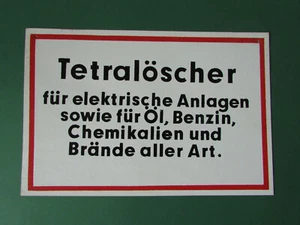 Tetralöscher
für elektrische Anlagen
sowie für Öl, Benzin,
Chemikalien und
Brände aller Art.